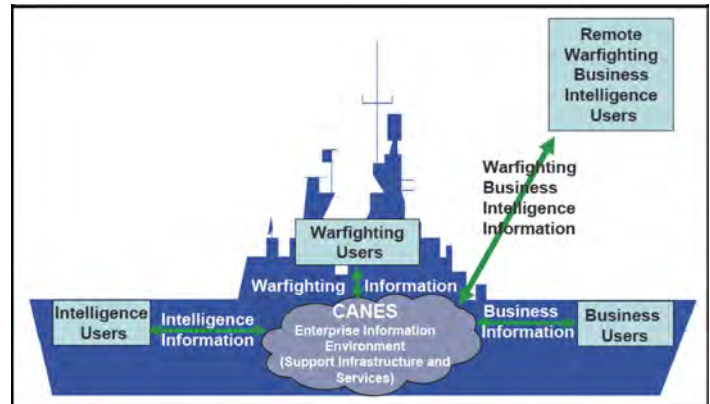 Remote
Warfighting
Business
Intelligence
Users
Warfighting
Business
Intelligence
Information
Warfighting
Users
Warfighting Information
Intelligence
Users
Intelligence
Information
CANES
Enterprise Information
Environment
(Support Infrastructure and
Services)
Business
Information
Business
Users